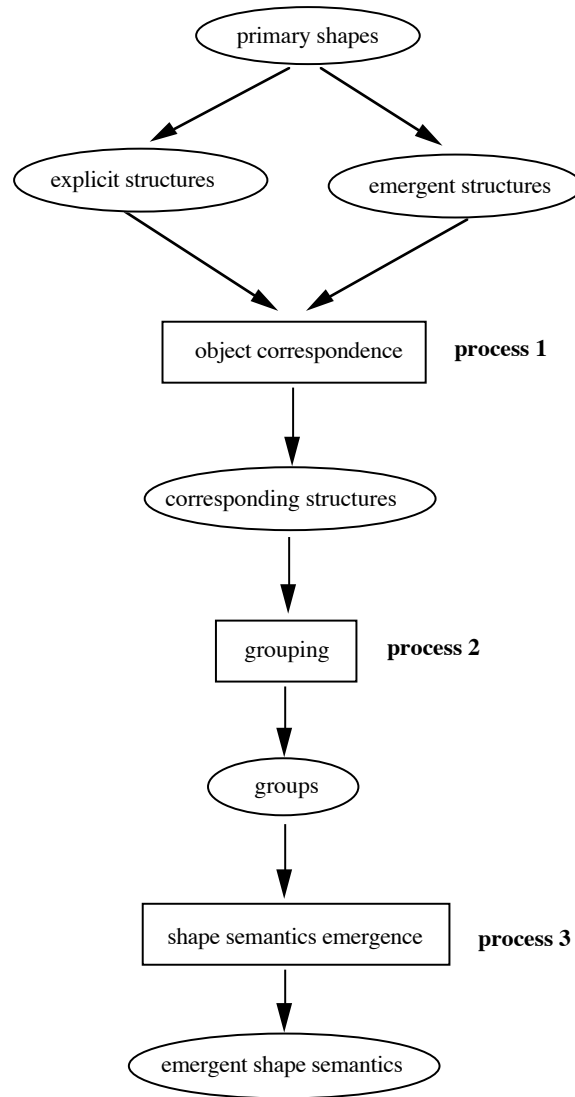 primary shapes
explicit structures
emergent structures
object correspondence
process 1
corresponding structures
grouping
process 2
groups
shape semantics emergence
process 3
emergent shape semantics